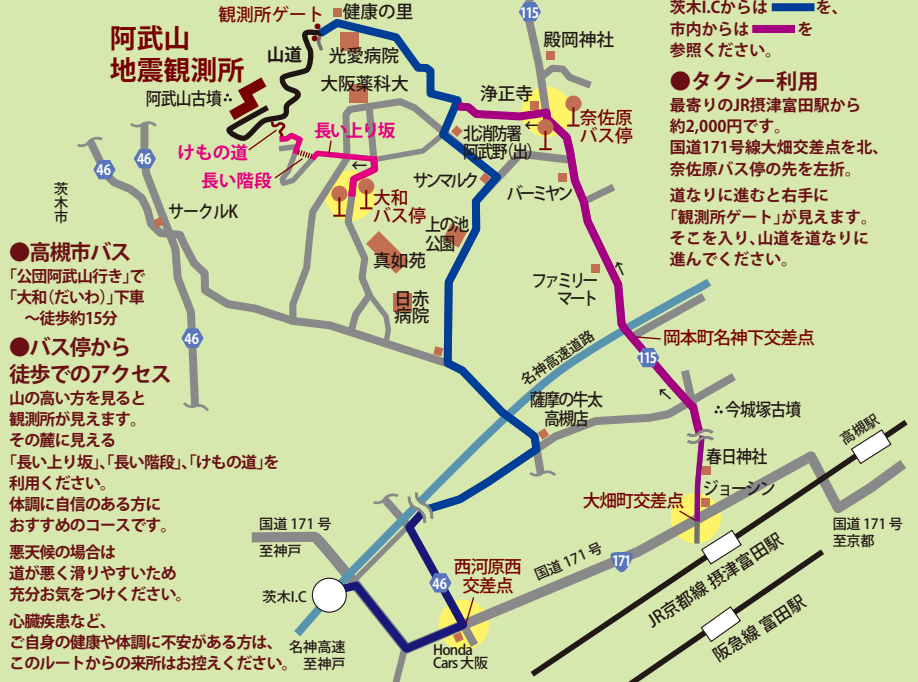 茨木I.Cからは を、
市内からは を
参照ください。
●タクシー利用
最寄りのJR摂津富田駅から
約2,000円です。
国道171号線大畑交差点を北、
奈佐原バス停の先を左折。
道なりに進むと右手に
「観測所ゲート」が見えます。
そこを入り、山道を道なりに
進んでください。
観測所ゲート
健康の里
115
殿岡神社
阿武山
地震観測所
山道
光愛病院
大阪薬科大
阿武山古墳∴
浄正寺
奈佐原
バス停
←
長い上り坂
北消防署
阿武野(出)
けもの道
長い階段
←
サンマルク
バーミヤン
46
46
茨木市
サークルK
大和
バス停
上の池
公園
真如苑
日赤
病院
ファミリー
マート
↑
●高槻市バス
「公団阿武山行き」で
「大和(だいわ)」下車
～徒歩約15分
46
●バス停から
徒歩でのアクセス
山の高い方を見ると
観測所が見えます。
その麓に見える
「長い上り坂」、「長い階段」、「けもの道」を
利用ください。
体調に自信のある方に
おすすめのコースです。
悪天候の場合は
道が悪く滑りやすいため
充分お気をつけください。
心臓疾患など、
ご自身の健康や体調に不安がある方は、
このルートからの来所はお控えください。
名神高速道路
岡本町名神下交差点
115
↑
薩摩の牛太
高槻店
∴今城塚古墳
高槻駅
春日神社
ジョーシン
大畑町交差点
国道 171 号
至神戸
国道 171 号
至京都
茨木I.C
46
西河原西
交差点
国道 171 号
171
JR京都線 摂津富田駅
阪急線 富田駅
名神高速
至神戸
Honda
Cars 大阪